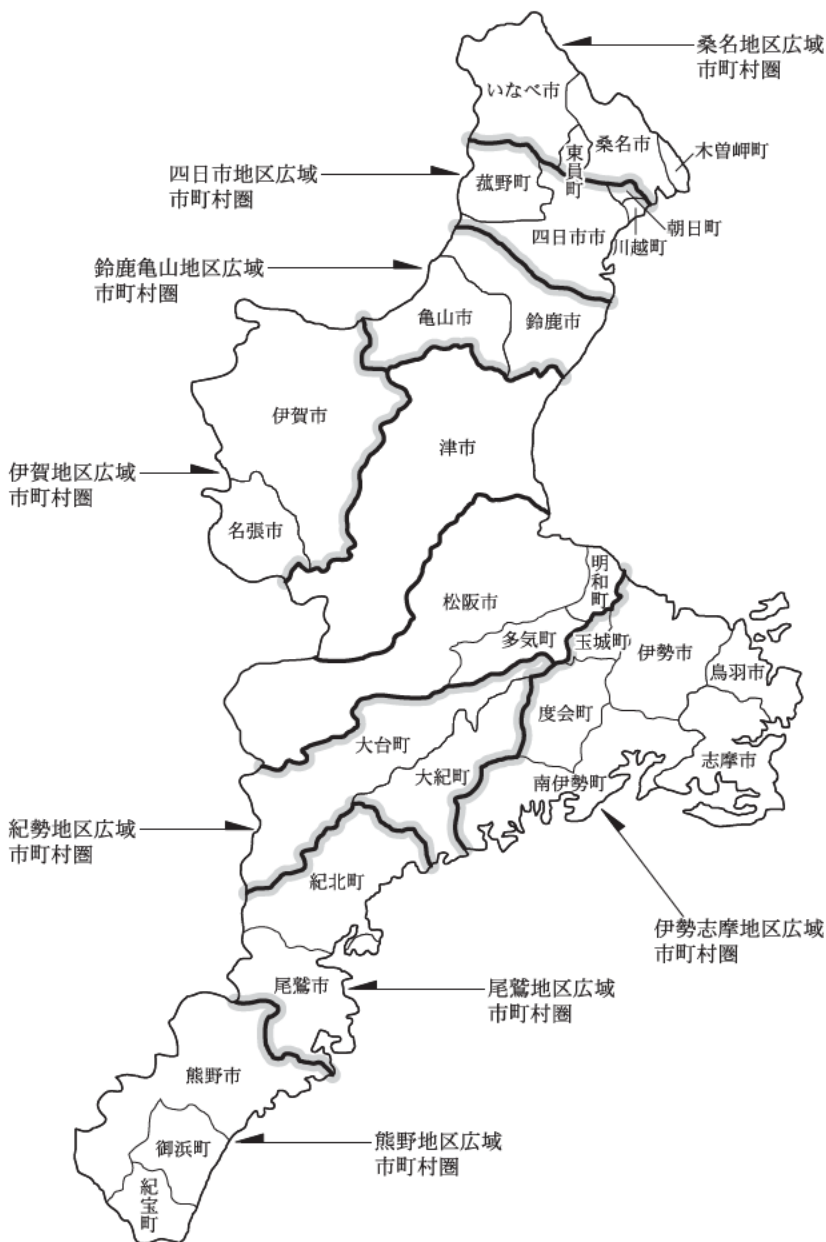 桑名地区広域
市町村圏
いなべ市
桑名市
東員町
木曽岬町
四日市地区広域
市町村圏
菰野町
朝日町
四日市市
川越町
鈴鹿亀山地区広域
市町村圏
亀山市
鈴鹿市
伊賀市
津市
伊賀地区広域
市町村圏
名張市
明和町
松阪市
多気町
玉城町
伊勢市
鳥羽市
度会町
大台町
志摩市
大紀町
南伊勢町
紀勢地区広域
市町村圏
紀北町
伊勢志摩地区広域
市町村圏
尾鷲市
尾鷲地区広域
市町村圏
熊野市
御浜町
熊野地区広域
市町村圏
紀宝町